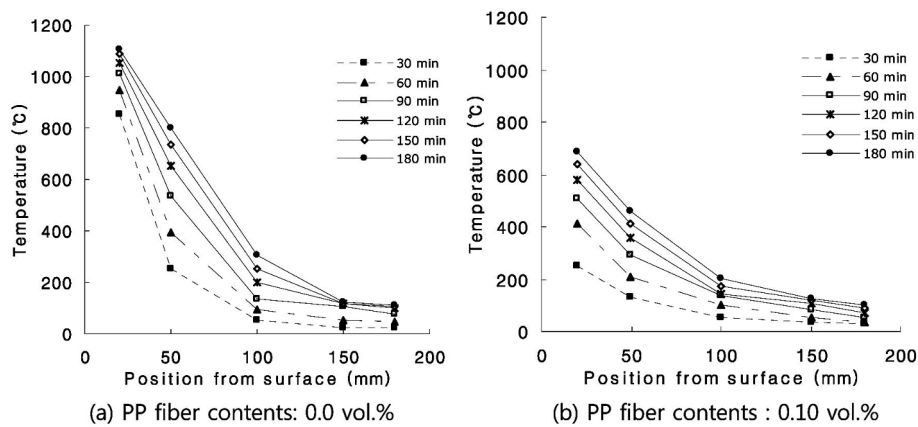 1200
1000
800
600
400
200
0
Temperature (℃)
0 50 100 150 200
Position from surface (mm)
30 min
60 min
90 min
120 min
150 min
180 min
(a) PP fiber contents: 0.0 vol.%
1200
1000
800
600
400
200
0
Temperature (℃)
0 50 100 150 200
Position from surface (mm)
30 min
60 min
90 min
120 min
150 min
180 min
(b) PP fiber contents : 0.10 vol.%